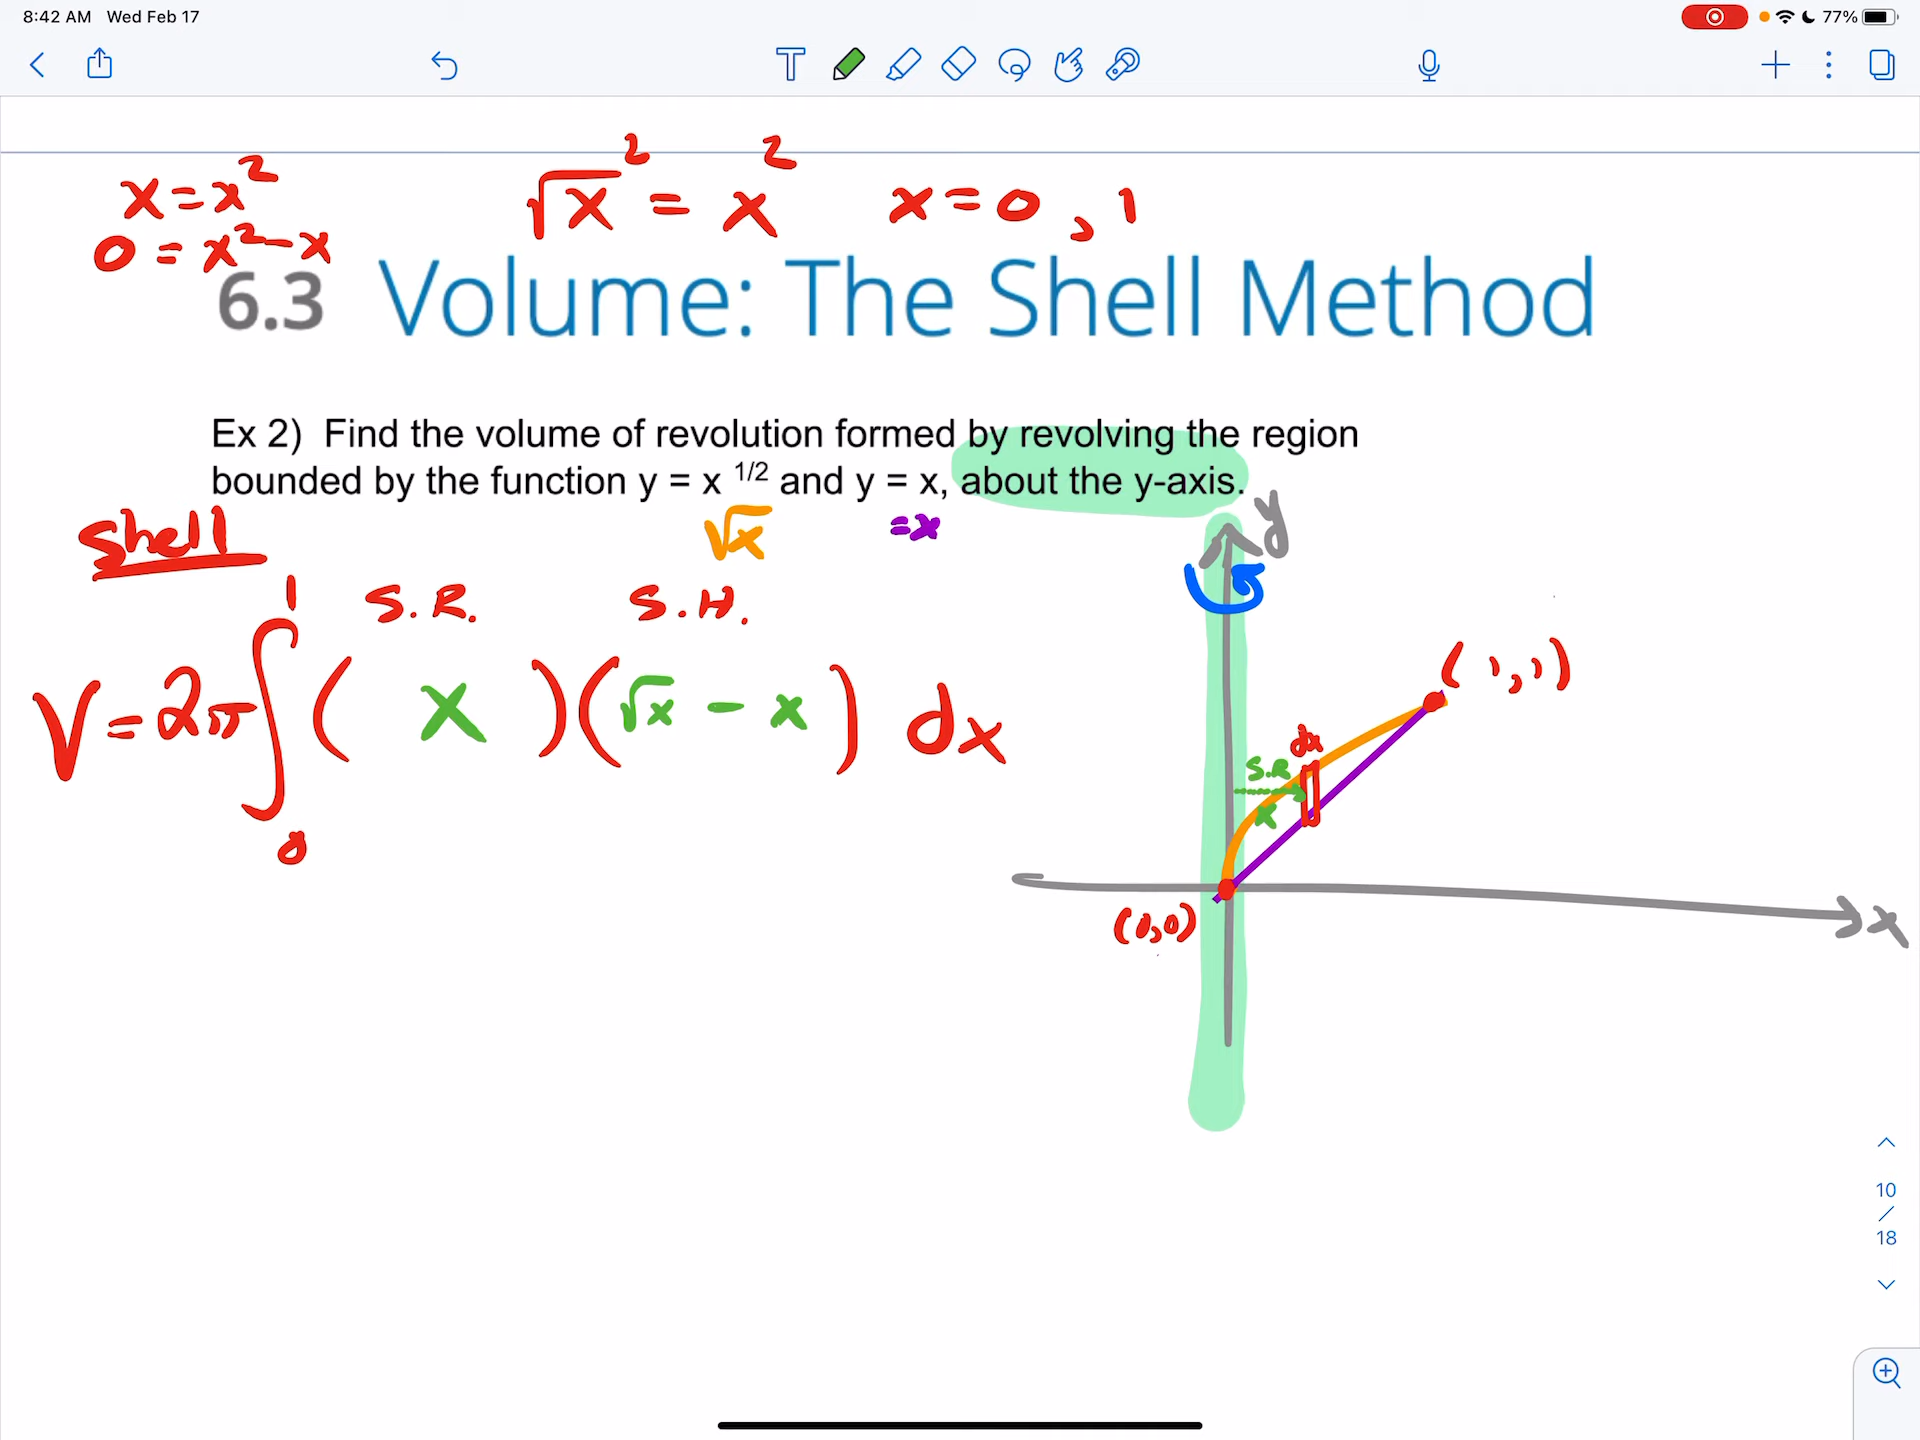 8:42 AM Wed Feb 17
77%
x = x²
√x² = x²
x = 0, 1
0 = x² - x
6.3 Volume: The Shell Method
Ex 2) Find the volume of revolution formed by revolving the region
bounded by the function y = x 1/2 and y = x, about the y-axis.
√x
= x
Shell
S.R.
S.H.
V = 2π ∫₀¹ ( x )(√x - x) dx
y
(1,1)
dx
S.R.
x
(0,0)
x
10
/
18